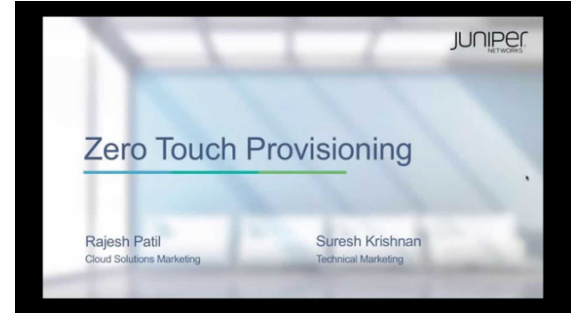 JUNIPER
NETWORKS
Zero Touch Provisioning
Rajesh Patil
Cloud Solutions Marketing
Suresh Krishnan
Technical Marketing